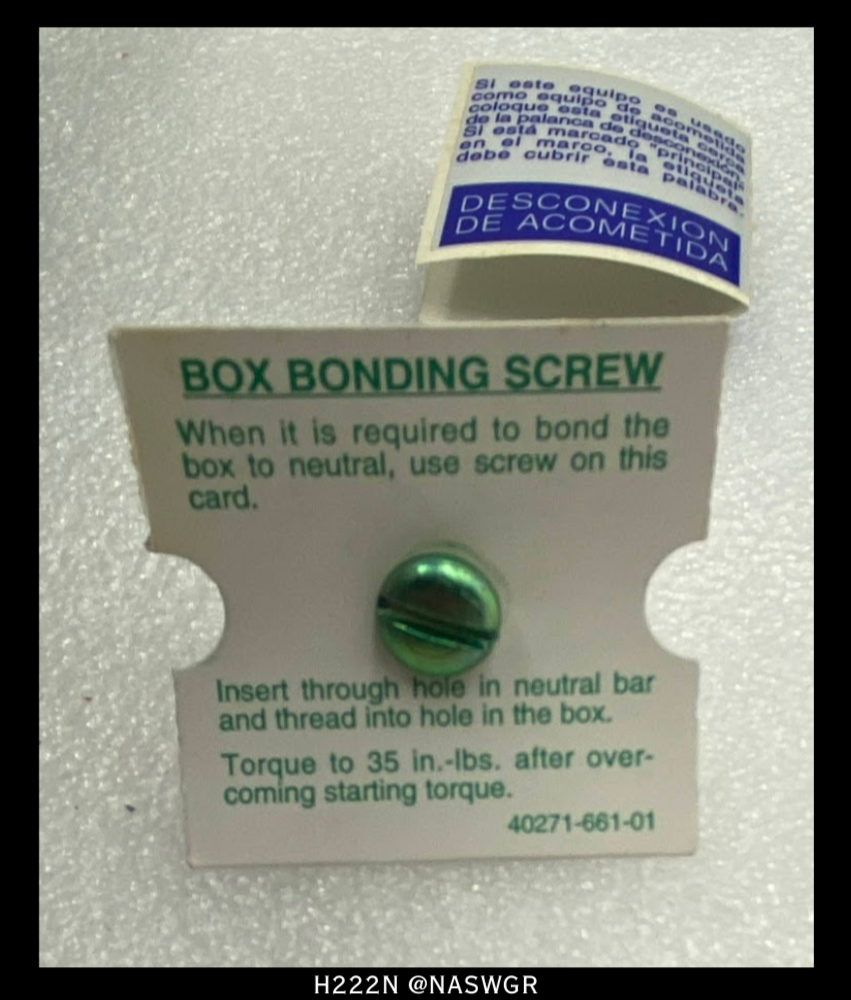 Si este equipo es usado
como equipo de acometida
coloque esta etiqueta cerca
de la palanca de desconexión.
Si está marcado "principal"
en el marco, la etiqueta
debe cubrir esta palabra.
DESCONEXION
DE ACOMETIDA
BOX BONDING SCREW
When it is required to bond the
box to neutral, use screw on this
card.
Insert through hole in neutral bar
and thread into hole in the box.
Torque to 35 in.-lbs. after over-
coming starting torque.
40271-661-01
H222N @NASWGR